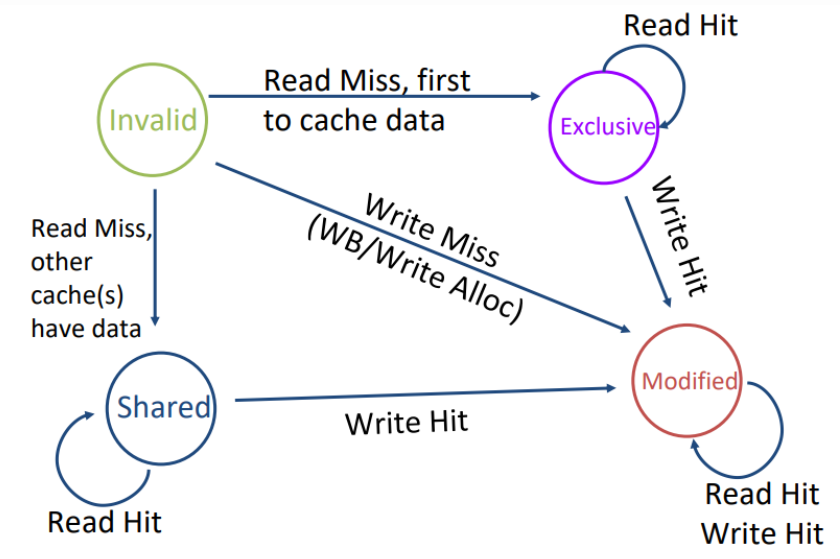 Read Hit
Read Miss, first
to cache data
Invalid
Exclusive
Write Miss
(WB/Write Alloc)
Write Hit
Read Miss,
other
cache(s)
have data
Shared
Write Hit
Modified
Read Hit
Read Hit
Write Hit